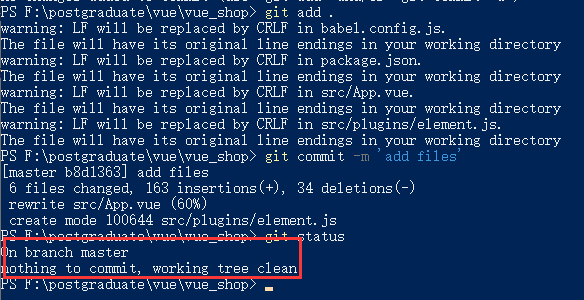 PS F:\postgraduate\vue\vue_shop> git add .
warning: LF will be replaced by CRLF in babel.config.js.
The file will have its original line endings in your working directory
warning: LF will be replaced by CRLF in package.json.
The file will have its original line endings in your working directory
warning: LF will be replaced by CRLF in src/App.vue.
The file will have its original line endings in your working directory
warning: LF will be replaced by CRLF in src/plugins/element.js.
The file will have its original line endings in your working directory
PS F:\postgraduate\vue\vue_shop> git commit -m 'add files'
[master b8d1363] add files
6 files changed, 163 insertions(+), 34 deletions(-)
rewrite src/App.vue (60%)
create mode 100644 src/plugins/element.js
PS F:\postgraduate\vue\vue_shop> git status
On branch master
nothing to commit, working tree clean
PS F:\postgraduate\vue\vue_shop>